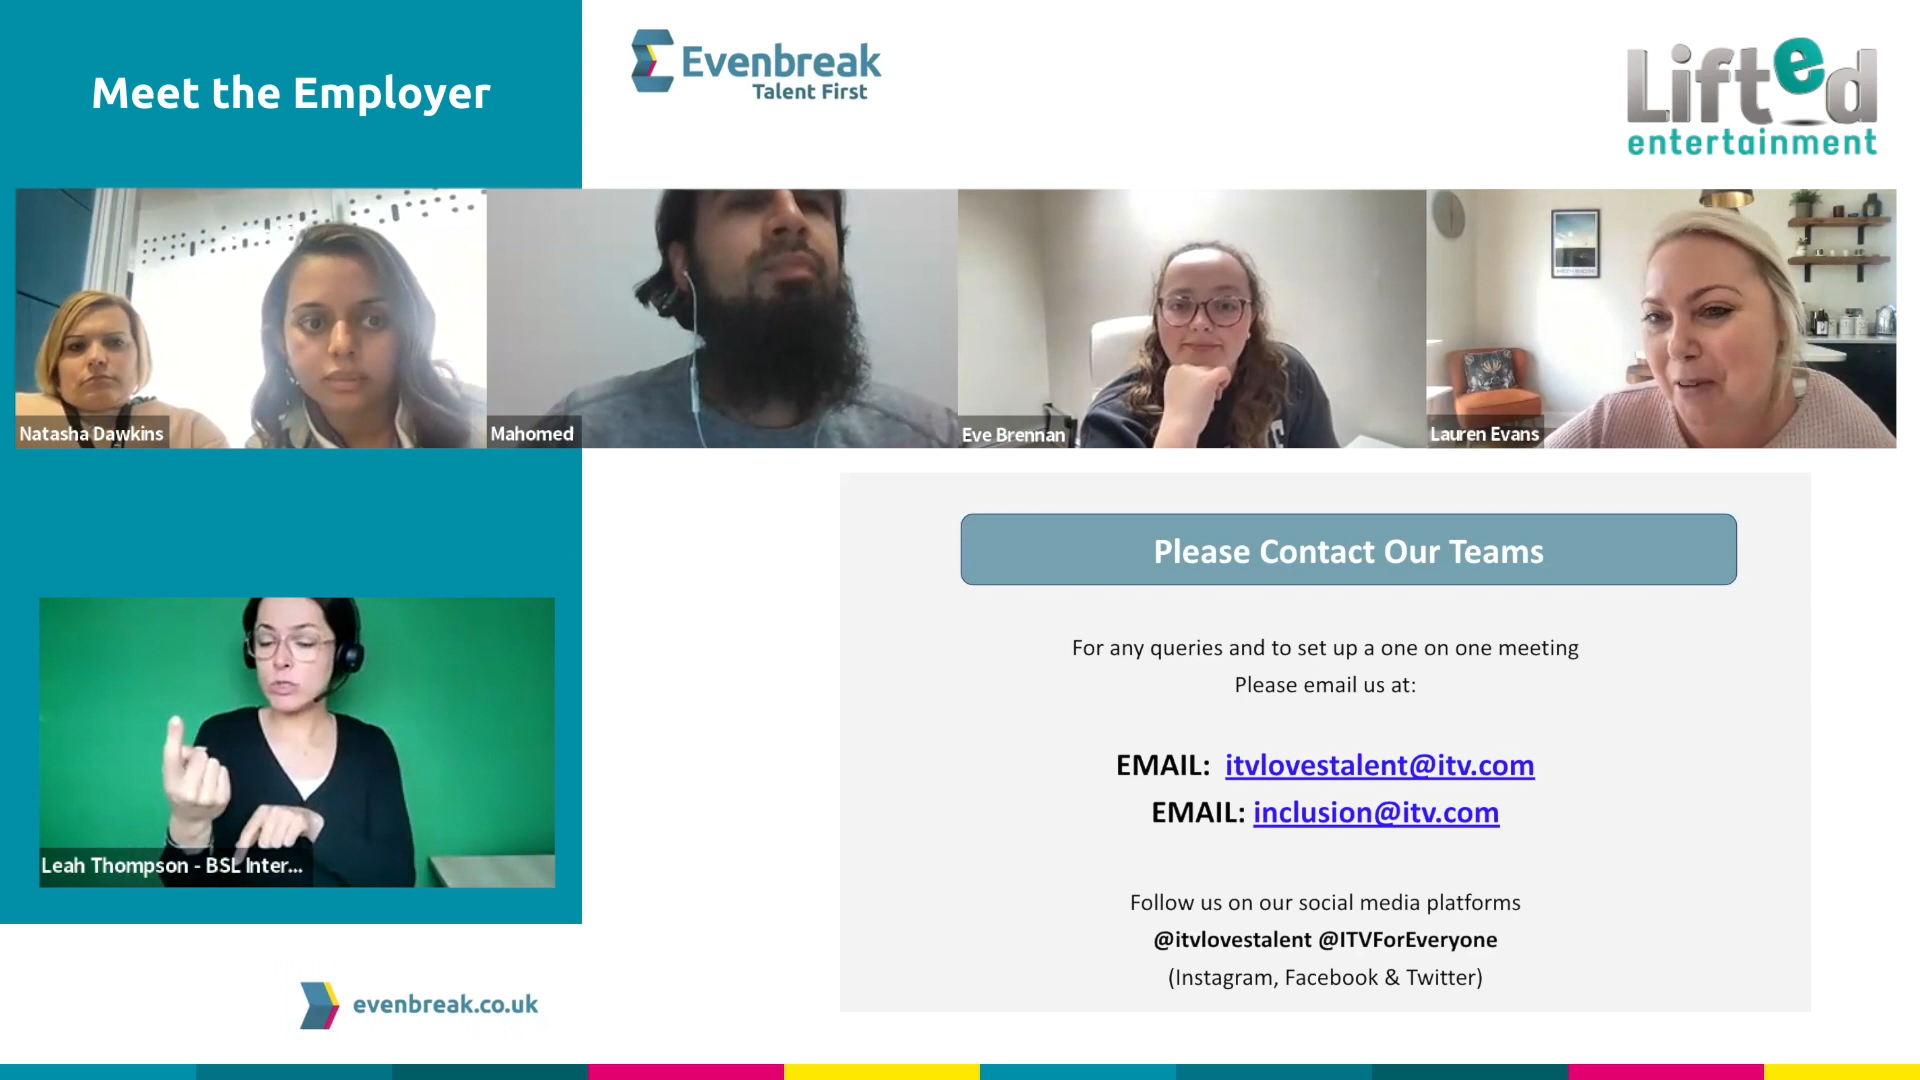 Meet the Employer
Evenbreak
Talent First
Lifted
entertainment
Natasha Dawkins
Mahomed
Eve Brennan
Lauren Evans
Please Contact Our Teams
For any queries and to set up a one on one meeting
Please email us at:
EMAIL: itvlovestalent@itv.com
EMAIL: inclusion@itv.com
Leah Thompson - BSL Inter...
Follow us on our social media platforms
@itvlovestalent @ITVForEveryone
(Instagram, Facebook & Twitter)
evenbreak.co.uk